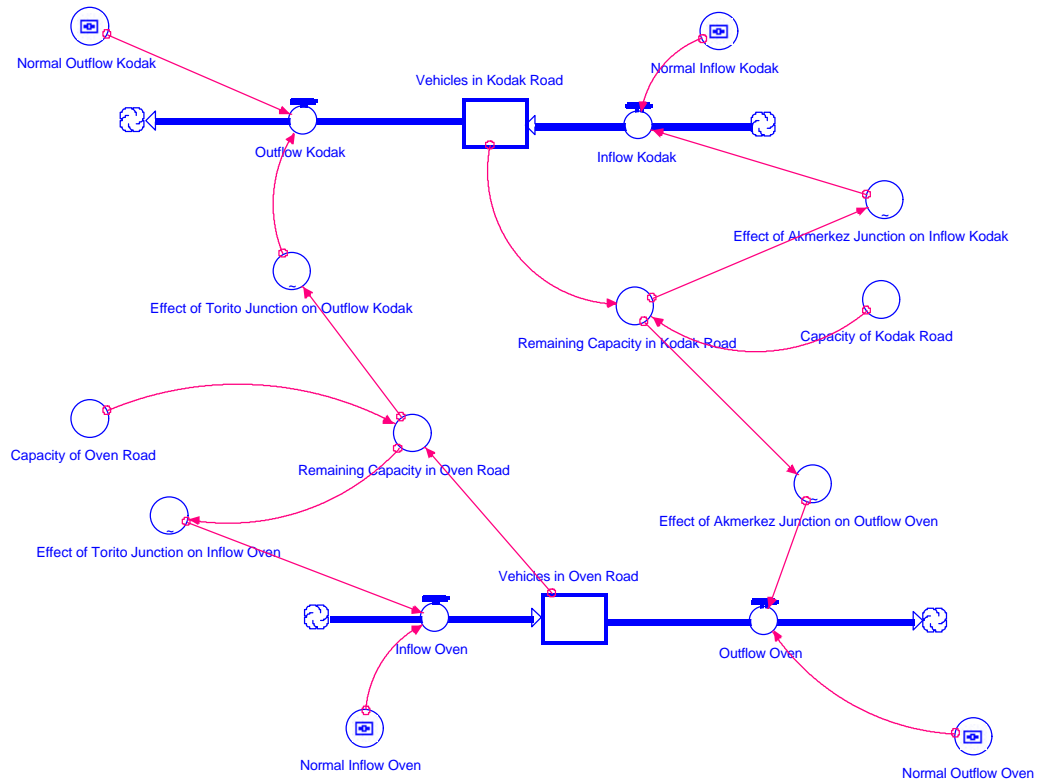 Normal Outflow Kodak
Normal Inflow Kodak
Vehicles in Kodak Road
Outflow Kodak
Inflow Kodak
Effect of Akmerkez Junction on Inflow Kodak
Effect of Torito Junction on Outflow Kodak
Remaining Capacity in Kodak Road
Capacity of Kodak Road
Capacity of Oven Road
Remaining Capacity in Oven Road
Effect of Akmerkez Junction on Outflow Oven
Effect of Torito Junction on Inflow Oven
Vehicles in Oven Road
Inflow Oven
Outflow Oven
Normal Inflow Oven
Normal Outflow Oven